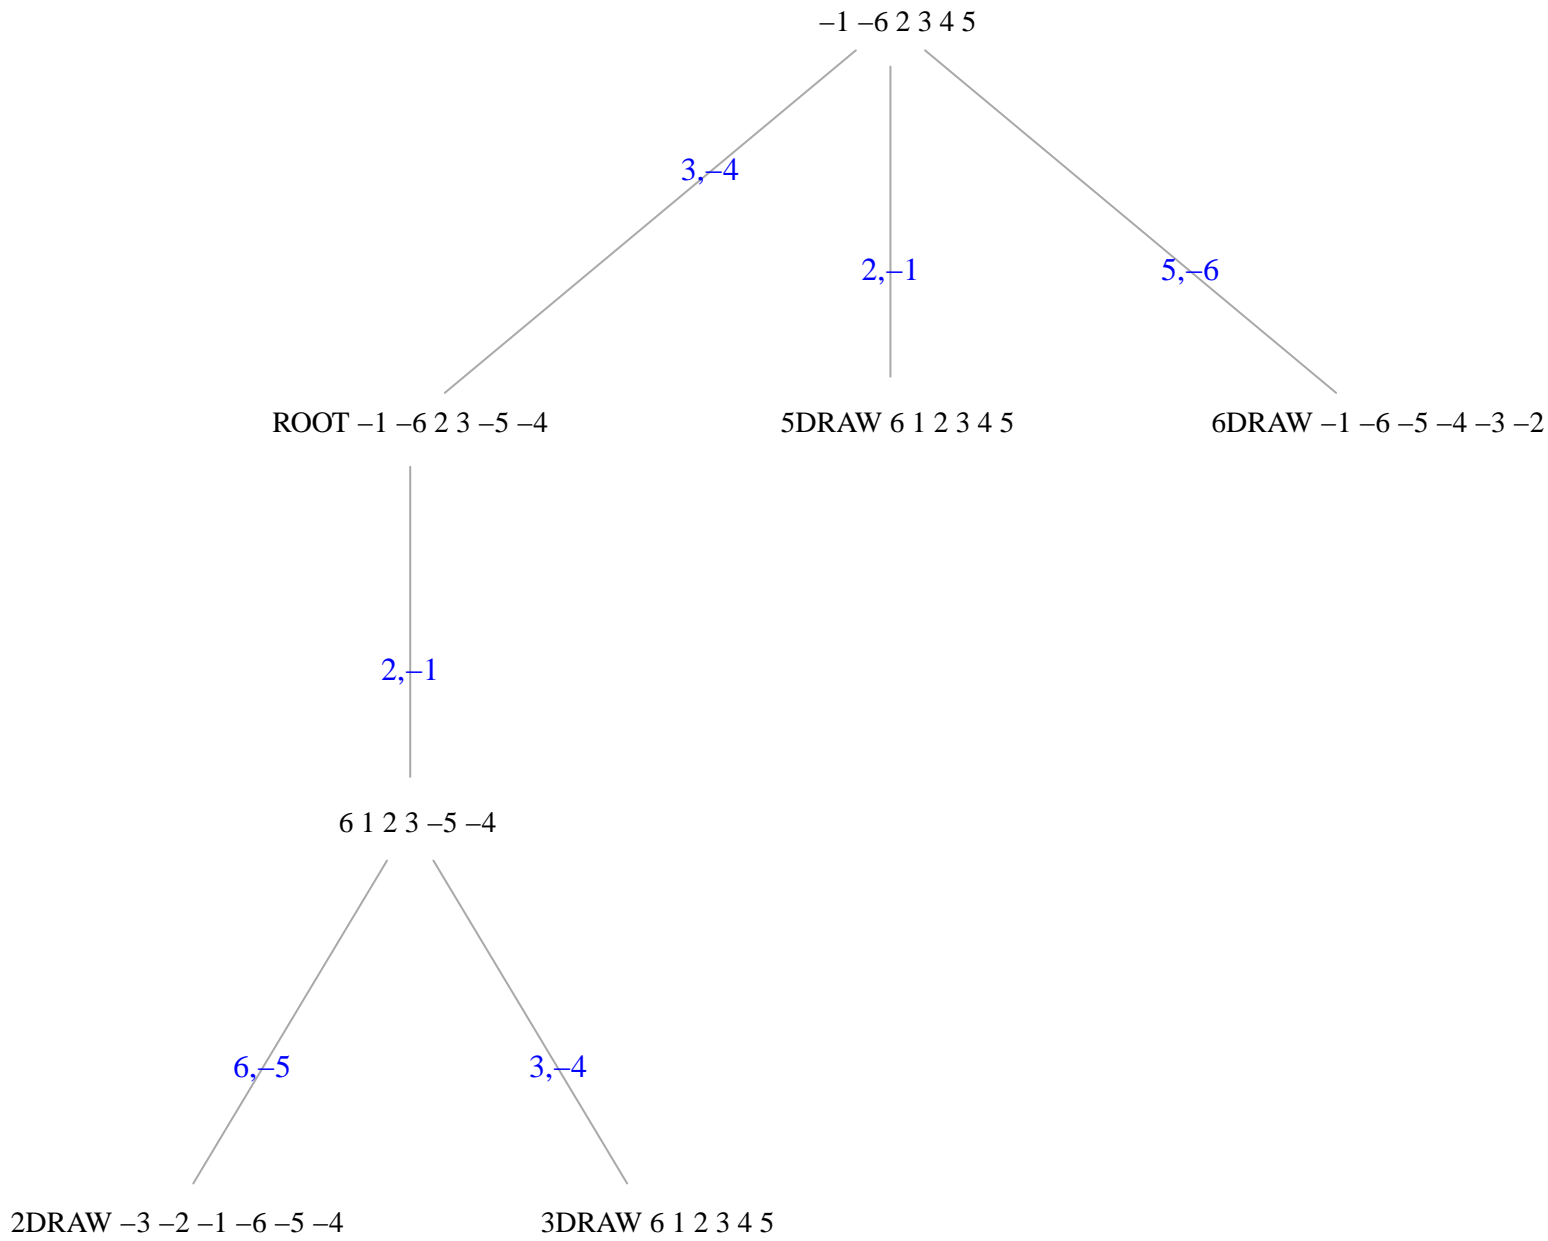 –1 –6 2 3 4 5
3,–4
2,–1
5,–6
ROOT –1 –6 2 3 –5 –4
5DRAW 6 1 2 3 4 5
6DRAW –1 –6 –5 –4 –3 –2
2,–1
6 1 2 3 –5 –4
6,–5
3,–4
2DRAW –3 –2 –1 –6 –5 –4
3DRAW 6 1 2 3 4 5